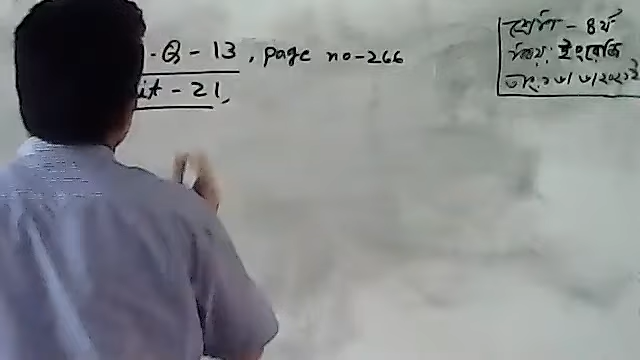 . Q - 13, page no - 266
it - 21,
শ্রেণি - ৪র্থ
বিষয়: ইংরেজি